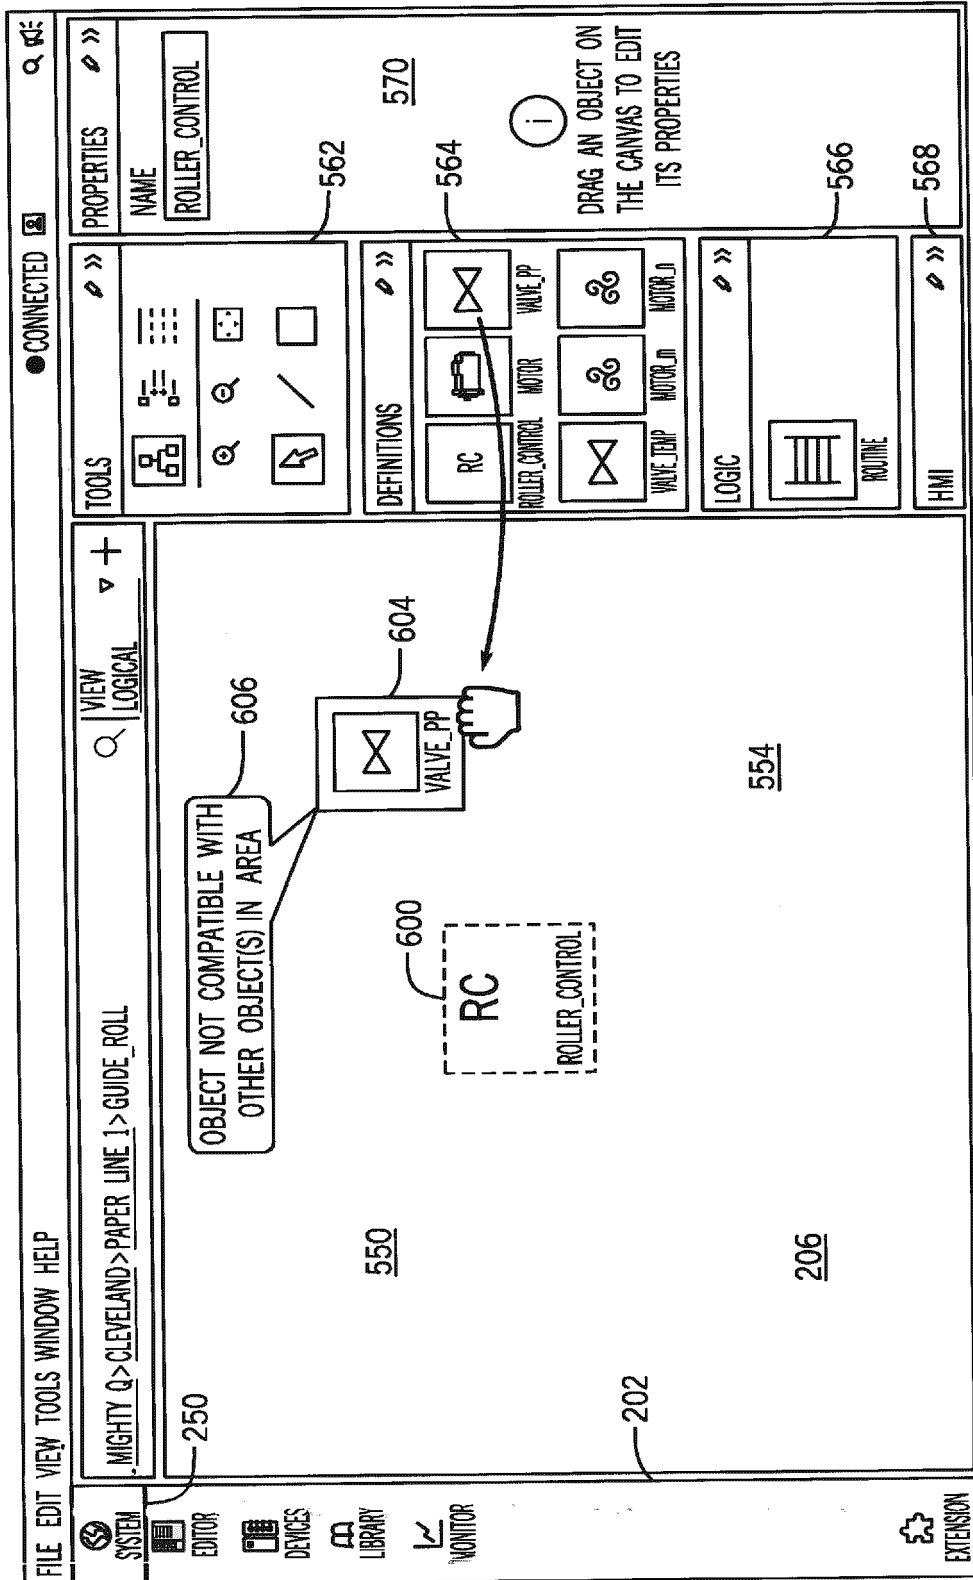 FILE EDIT VIEW TOOLS WINDOW HELP
CONNECTED
SYSTEM
250
EDITOR
DEVICES
LIBRARY
MONITOR
EXTENSION
202
MIGHTY Q>CLEVELAND>PAPER LINE 1>GUIDE_ROLL
VIEW
LOGICAL
OBJECT NOT COMPATIBLE WITH
OTHER OBJECT(S) IN AREA
606
604
VALVE_PP
550
600
RC
ROLLER_CONTROL
554
206
TOOLS
562
DEFINITIONS
564
RC
ROLLER_CONTROL
MOTOR
VALVE_PP
VALVE_TEMP
MOTOR_m
MOTOR_n
LOGIC
566
ROUTINE
HMI
568
PROPERTIES
NAME
ROLLER_CONTROL
570
i
DRAG AN OBJECT ON
THE CANVAS TO EDIT
ITS PROPERTIES